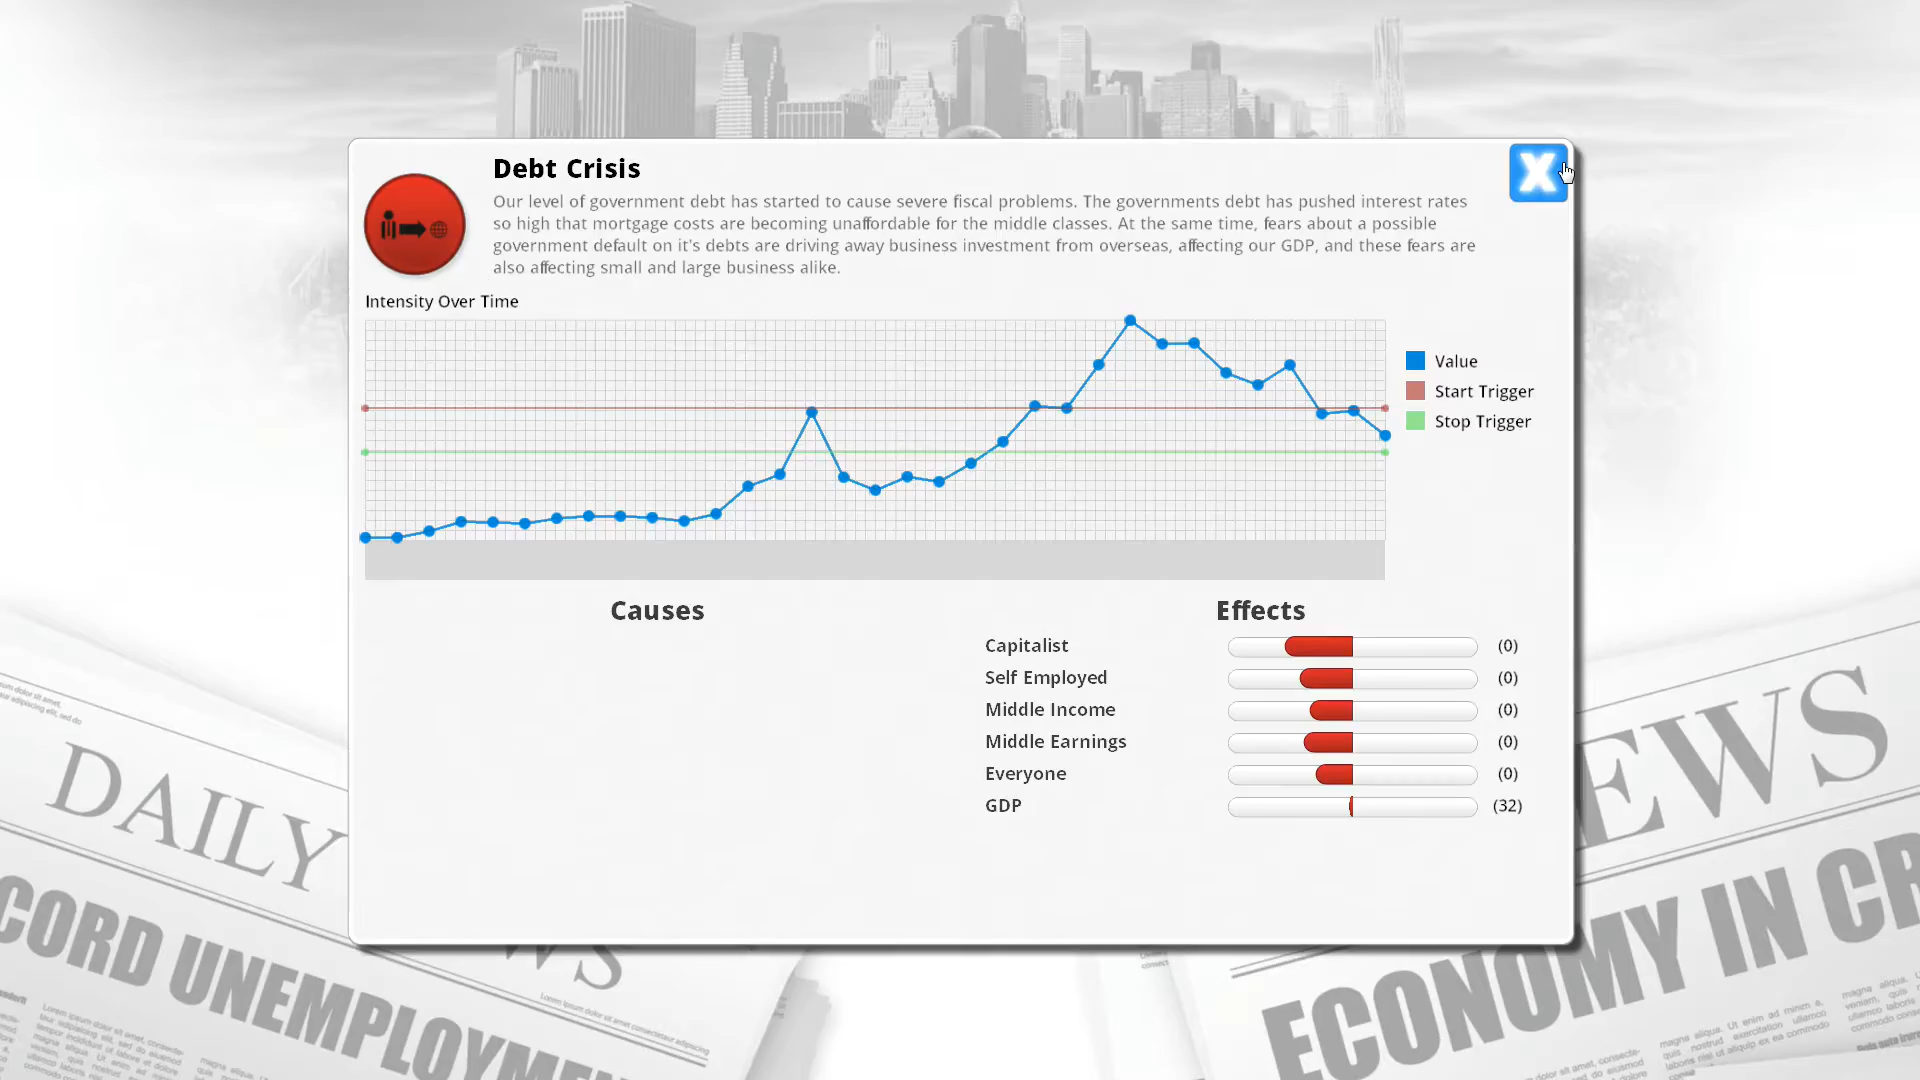 Debt Crisis
X
Our level of government debt has started to cause severe fiscal problems. The governments debt has pushed interest rates
so high that mortgage costs are becoming unaffordable for the middle classes. At the same time, fears about a possible
government default on it's debts are driving away business investment from overseas, affecting our GDP, and these fears are
also affecting small and large business alike.
Intensity Over Time
Value
Start Trigger
Stop Trigger
Causes
Effects
Capitalist (0)
Self Employed (0)
Middle Income (0)
Middle Earnings (0)
Everyone (0)
GDP (32)
DAILY
CORD UNEMPLOYME
WS
EWS
ECONOMY IN CR